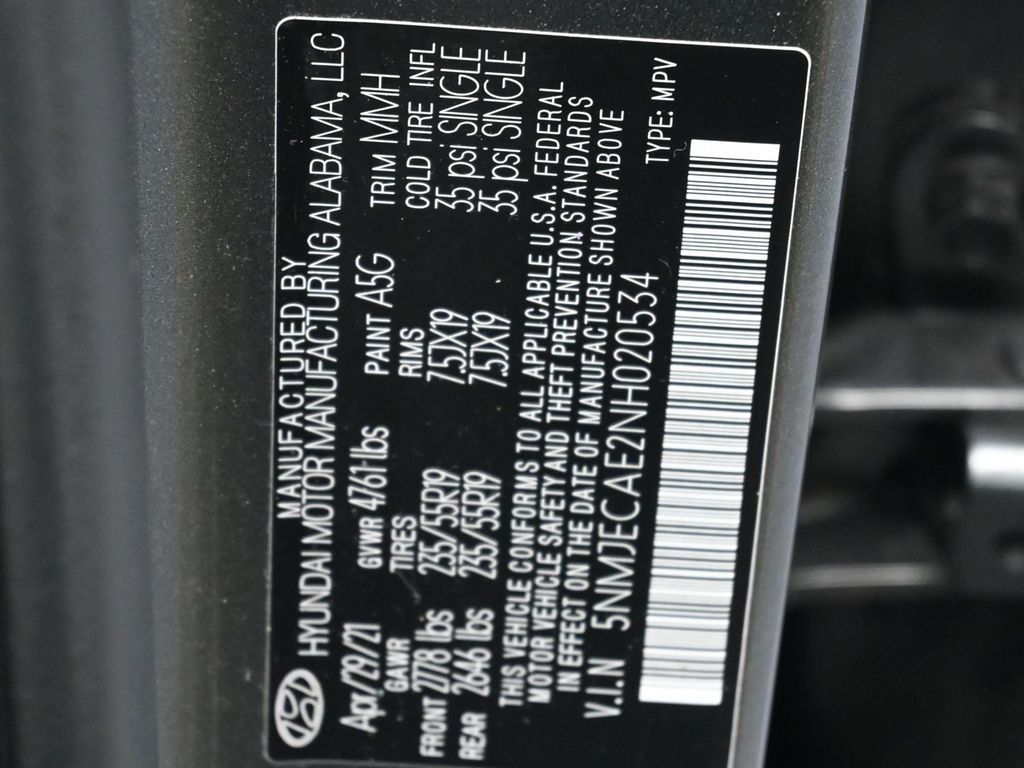 MANUFACTURED BY
HYUNDAI MOTOR MANUFACTURING ALABAMA, LLC
Apr/29/21 GVWR 4761 lbs PAINT A5G TRIM MMH
GAWR TIRES RIMS COLD TIRE INFL
FRONT 2778 lbs 235/55R19 7.5JX19 35 psi SINGLE
REAR 2646 lbs 235/55R19 7.5JX19 35 psi SINGLE
THIS VEHICLE CONFORMS TO ALL APPLICABLE U.S.A. FEDERAL
MOTOR VEHICLE SAFETY AND THEFT PREVENTION STANDARDS
IN EFFECT ON THE DATE OF MANUFACTURE SHOWN ABOVE
V.I.N 5NMJECAE2NH020534 TYPE: MPV